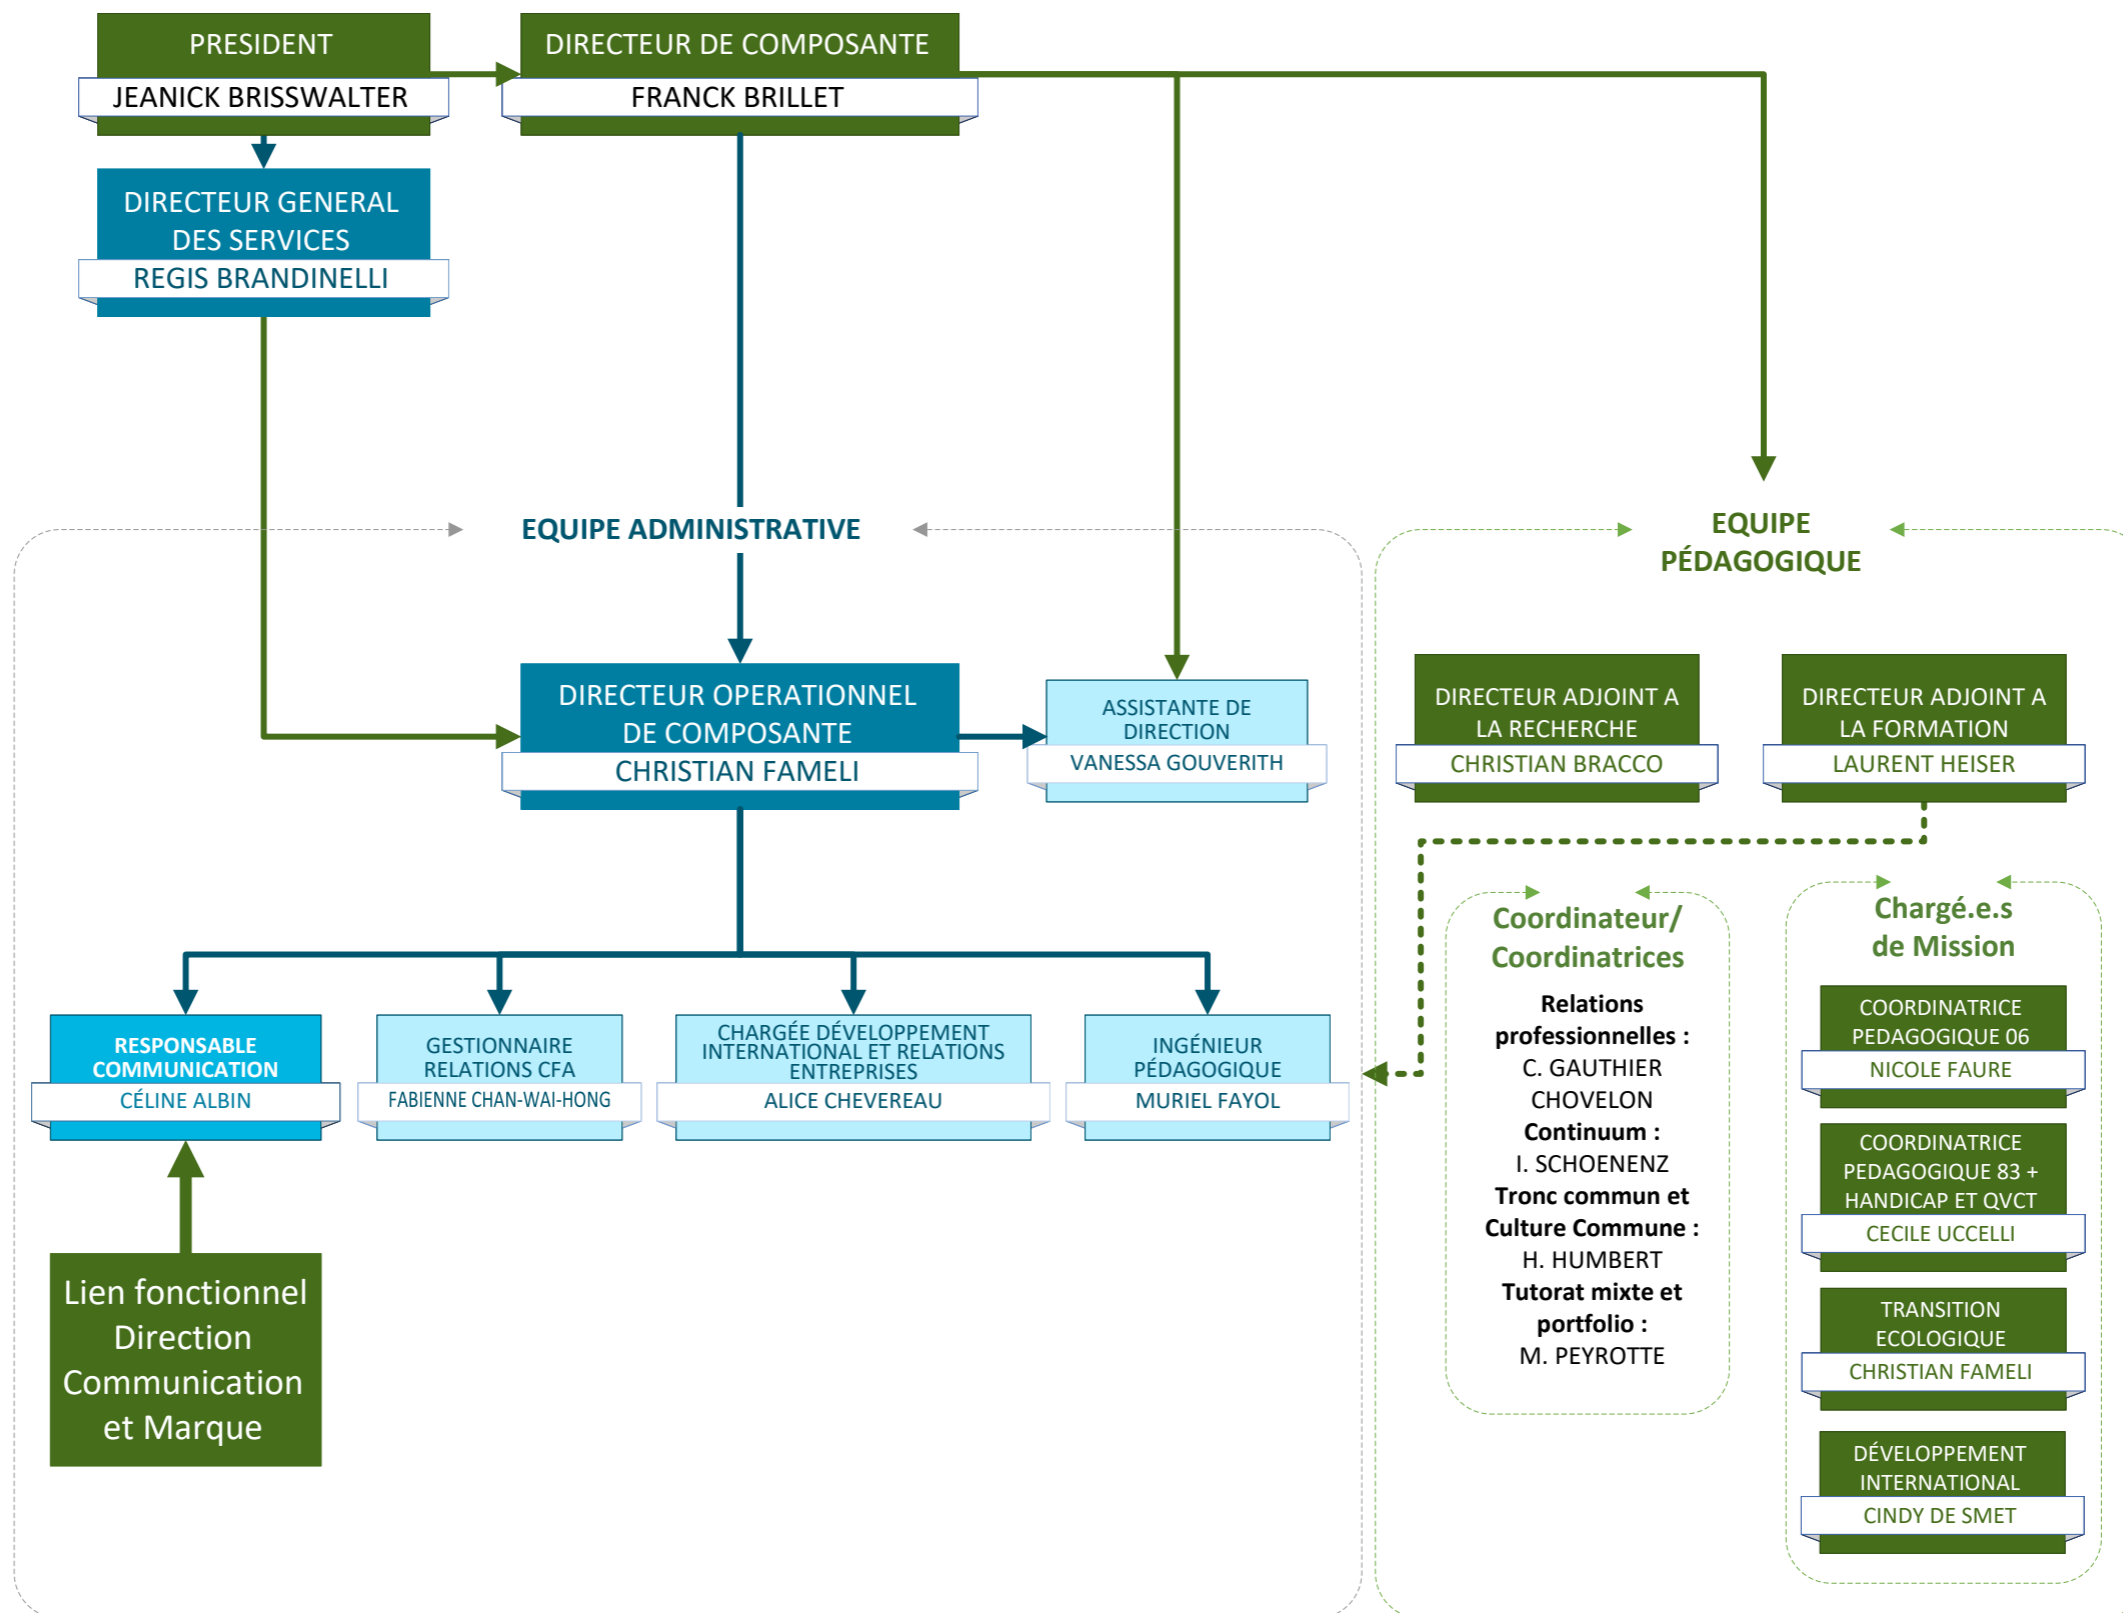 PRESIDENT
JEANICK BRISSWALTER
DIRECTEUR DE COMPOSANTE
FRANCK BRILLET
DIRECTEUR GENERAL
DES SERVICES
REGIS BRANDINELLI
EQUIPE ADMINISTRATIVE
DIRECTEUR OPERATIONNEL
DE COMPOSANTE
CHRISTIAN FAMELI
ASSISTANTE DE
DIRECTION
VANESSA GOUVERITH
RESPONSABLE
COMMUNICATION
CÉLINE ALBIN
GESTIONNAIRE
RELATIONS CFA
FABIENNE CHAN-WAI-HONG
CHARGÉE DÉVELOPPEMENT
INTERNATIONAL ET RELATIONS
ENTREPRISES
ALICE CHEVEREAU
INGÉNIEUR
PÉDAGOGIQUE
MURIEL FAYOL
Lien fonctionnel
Direction
Communication
et Marque
EQUIPE
PÉDAGOGIQUE
DIRECTEUR ADJOINT A
LA RECHERCHE
CHRISTIAN BRACCO
DIRECTEUR ADJOINT A
LA FORMATION
LAURENT HEISER
Coordinateur/
Coordinatrices
Relations
professionnelles :
C. GAUTHIER
CHOVELON
Continuum :
I. SCHOENENZ
Tronc commun et
Culture Commune :
H. HUMBERT
Tutorat mixte et
portfolio :
M. PEYROTTE
Chargé.e.s
de Mission
COORDINATRICE
PEDAGOGIQUE 06
NICOLE FAURE
COORDINATRICE
PEDAGOGIQUE 83 +
HANDICAP ET QVCT
CECILE UCCELLI
TRANSITION
ECOLOGIQUE
CHRISTIAN FAMELI
DÉVELOPPEMENT
INTERNATIONAL
CINDY DE SMET